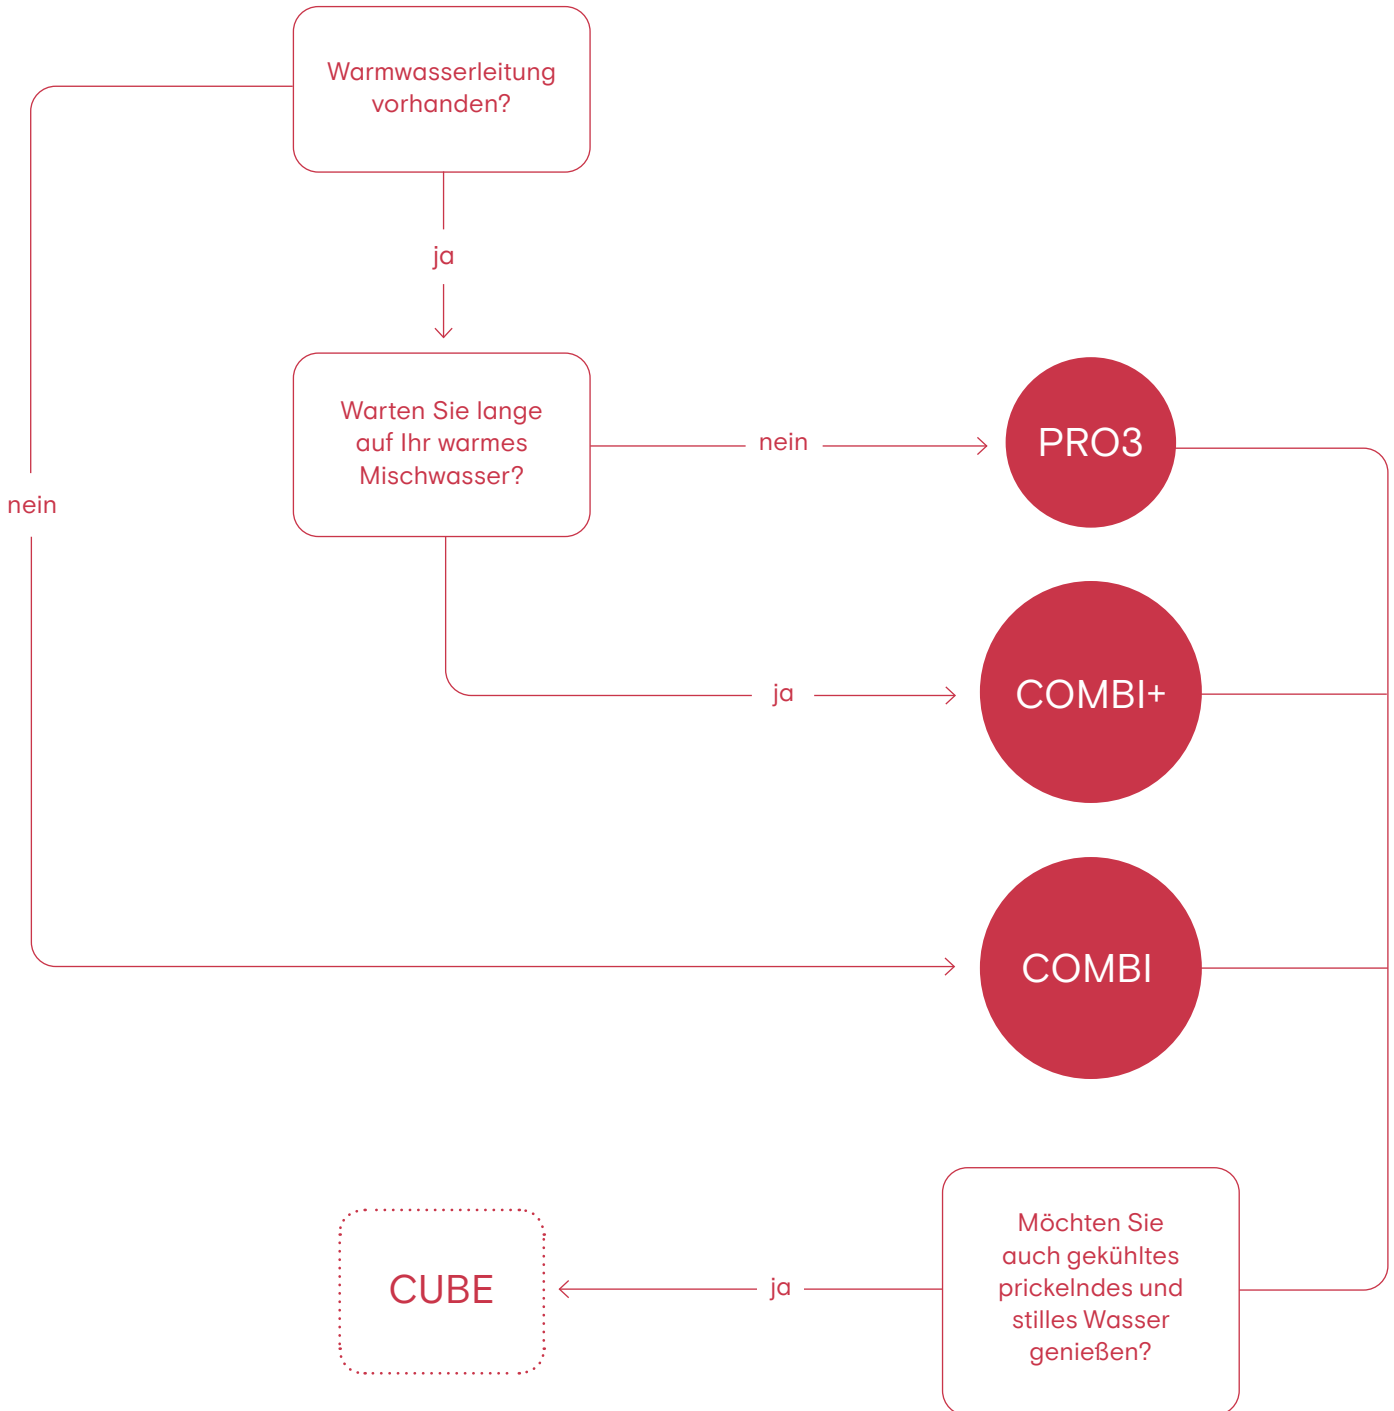 Warmwasserleitung
vorhanden?
ja
Warten Sie lange
auf Ihr warmes
Mischwasser?
nein
PRO3
nein
ja
COMBI+
COMBI
Möchten Sie
auch gekühltes
prickelndes und
stilles Wasser
genießen?
ja
CUBE